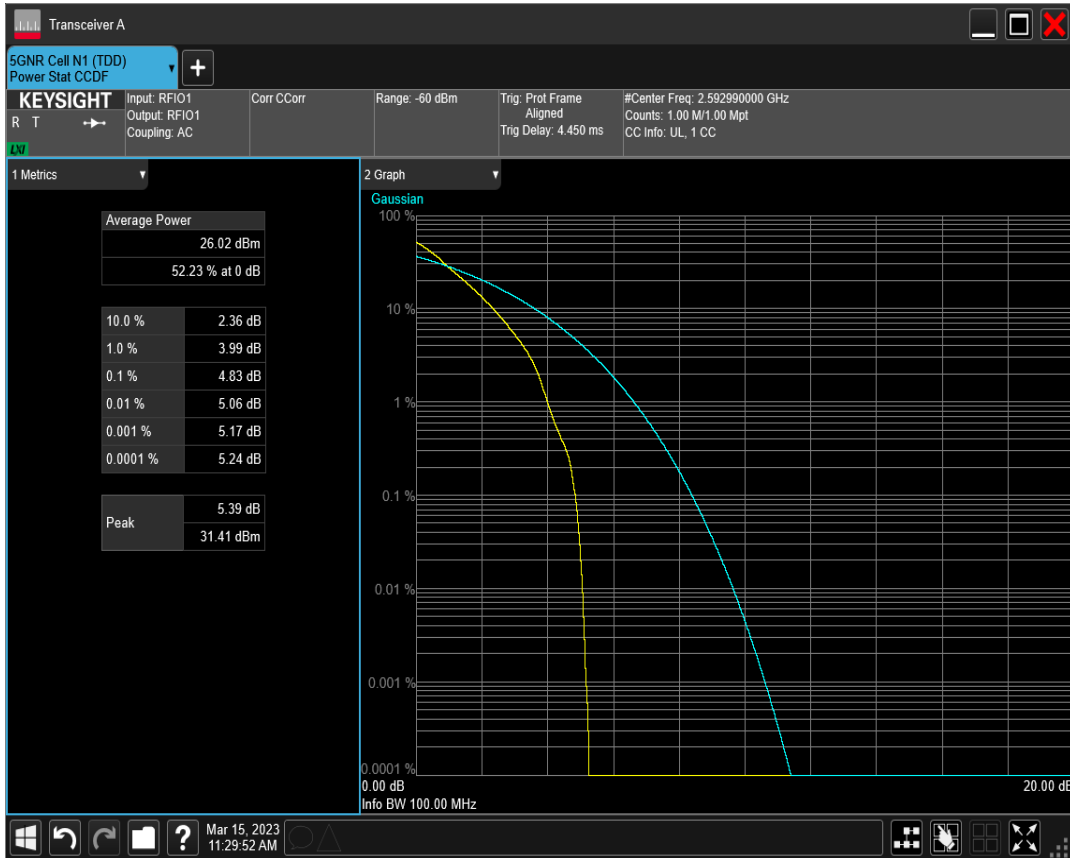 Transceiver A
5GNR Cell N1 (TDD)
Power Stat CCDF
+
KEYSIGHT
R T
LXI
Input: RFIO1
Output: RFIO1
Coupling: AC
Corr CCorr
Range: -60 dBm
Trig: Prot Frame
Aligned
Trig Delay: 4.450 ms
#Center Freq: 2.592990000 GHz
Counts: 1.00 M/1.00 Mpt
CC Info: UL, 1 CC
1 Metrics
Average Power
26.02 dBm
52.23 % at 0 dB
10.0 % 2.36 dB
1.0 % 3.99 dB
0.1 % 4.83 dB
0.01 % 5.06 dB
0.001 % 5.17 dB
0.0001 % 5.24 dB
Peak 5.39 dB
31.41 dBm
2 Graph
Gaussian
100 %
10 %
1 %
0.1 %
0.01 %
0.001 %
0.0001 %
0.00 dB 20.00 dB
Info BW 100.00 MHz
?
Mar 15, 2023
11:29:52 AM